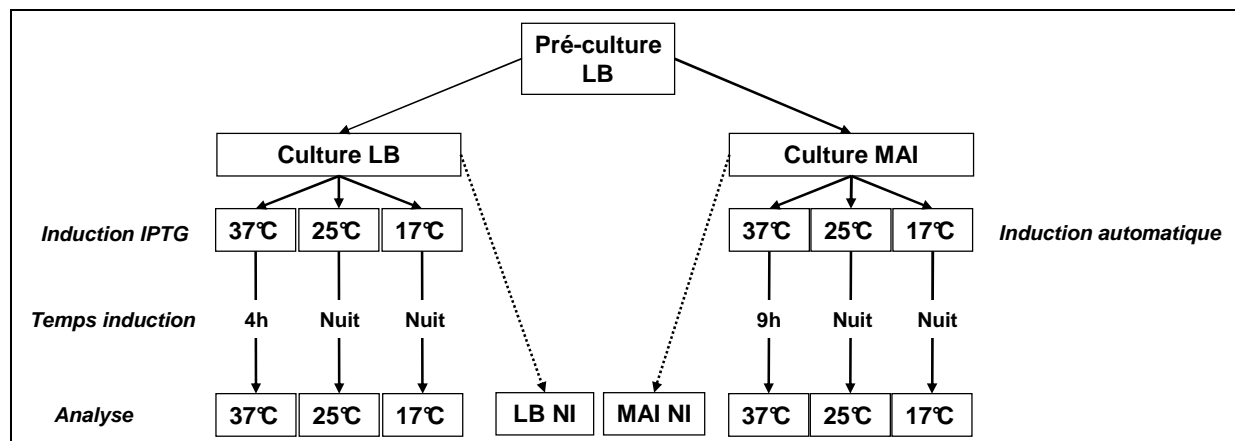 Pré-culture
LB
Culture LB
Culture MAI
Induction IPTG
37°C
25°C
17°C
37°C
25°C
17°C
Induction automatique
Temps induction
4h
Nuit
Nuit
9h
Nuit
Nuit
Analyse
37°C
25°C
17°C
LB NI
MAI NI
37°C
25°C
17°C